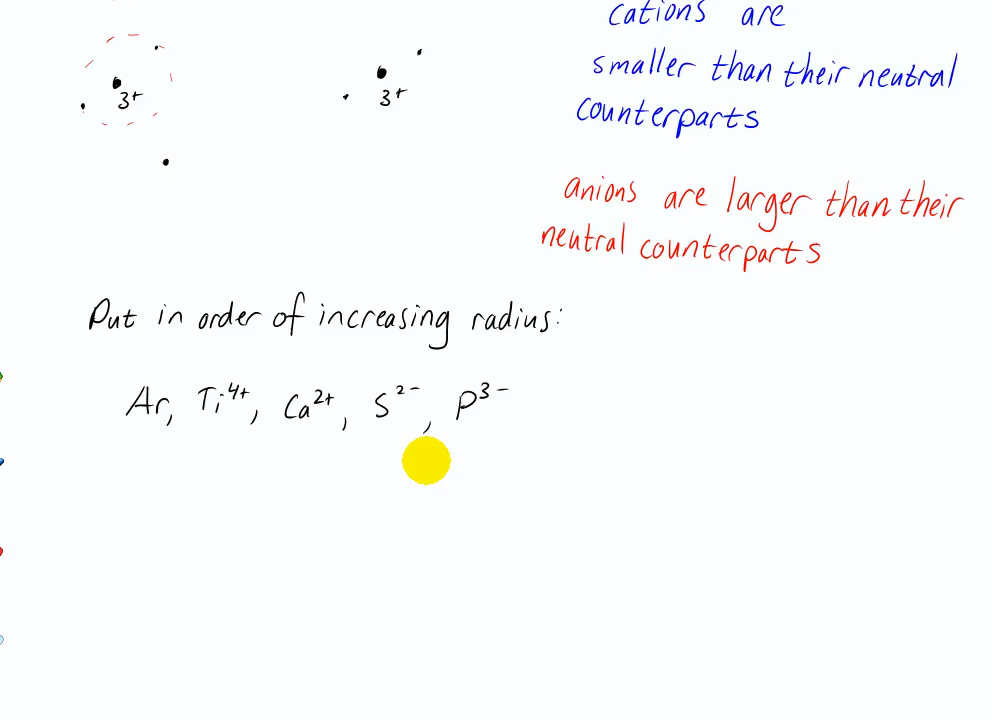 cations are
smaller than their neutral
counterparts
3+
3+
anions are larger than their
neutral counterparts
Put in order of increasing radius:
Ar, Ti⁴⁺, Ca²⁺, S²⁻, P³⁻